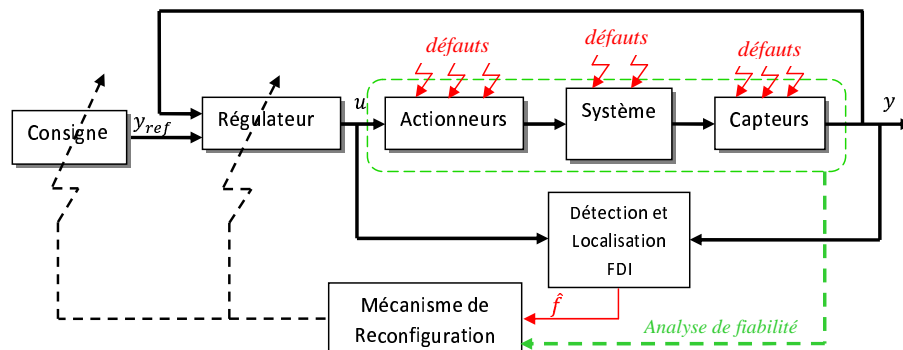 défauts
défauts
défauts
Consigne
y_ref
Régulateur
u
Actionneurs
Système
Capteurs
y
Détection et
Localisation
FDI
Mécanisme de
Reconfiguration
f̂
Analyse de fiabilité